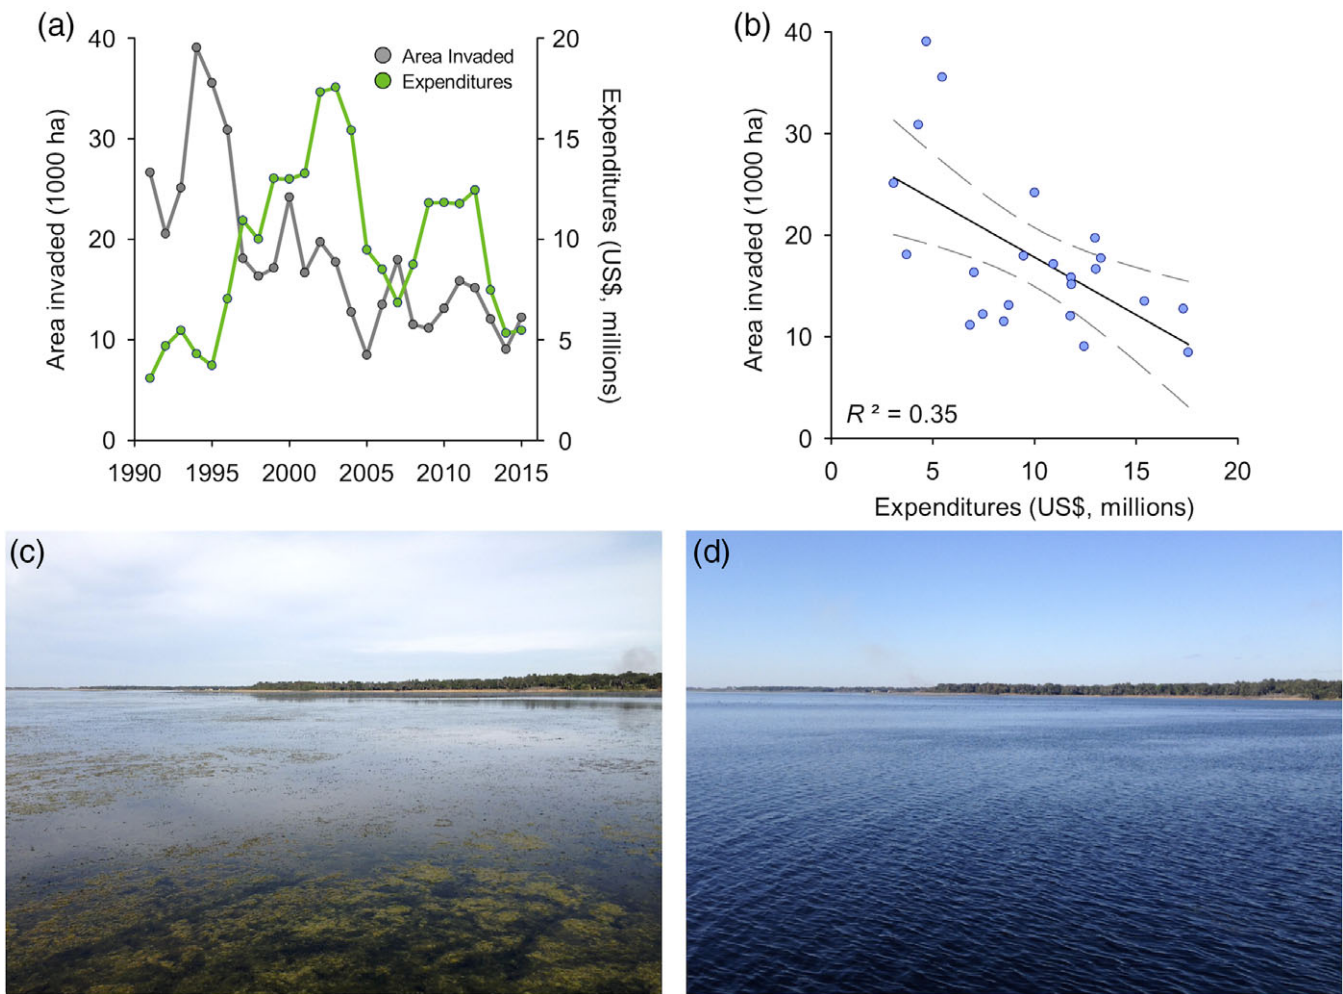 (a)
Area invaded (1000 ha)
40
30
20
10
0
1990 1995 2000 2005 2010 2015
Area Invaded
Expenditures
20
15
10
5
0
Expenditures (US$, millions)
(b)
Area invaded (1000 ha)
40
30
20
10
0
R² = 0.35
0 5 10 15 20
Expenditures (US$, millions)
(c)
(d)